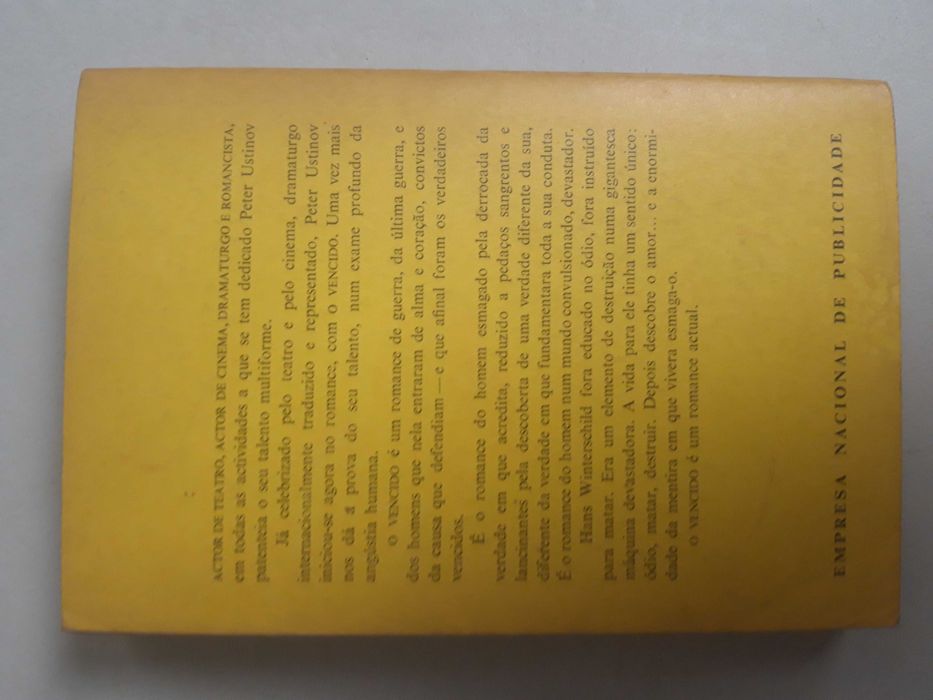 ACTOR DE TEATRO, ACTOR DE CINEMA, DRAMATURGO E ROMANCISTA,
em todas as actividades a que se tem dedicado Peter Ustinov
patenteia o seu talento multiforme.
Já celebrizado pelo teatro e pelo cinema, dramaturgo
internacionalmente traduzido e representado, Peter Ustinov
iniciou-se agora no romance, com O VENCIDO. Uma vez mais
nos dá a prova do seu talento, num exame profundo da
angústia humana.
O VENCIDO é um romance de guerra, da última guerra, e
dos homens que nela entraram de alma e coração, convictos
da causa que defendiam — e que afinal foram os verdadeiros
vencidos.
É o romance do homem esmagado pela derrocada da
verdade em que acredita, reduzido a pedaços sangrentos e
lancinantes pela descoberta de uma verdade diferente da sua,
diferente da verdade em que fundamentara toda a sua conduta.
É o romance do homem num mundo convulsionado, devastador.
Hans Winterschild fora educado no ódio, fora instruído
para matar. Era um elemento de destruição numa gigantesca
máquina devastadora. A vida para ele tinha um sentido único:
ódio, matar, destruir. Depois descobre o amor... e a enormi-
dade da mentira em que vivera esmaga-o.
O VENCIDO é um romance actual.
EMPRESA NACIONAL DE PUBLICIDADE